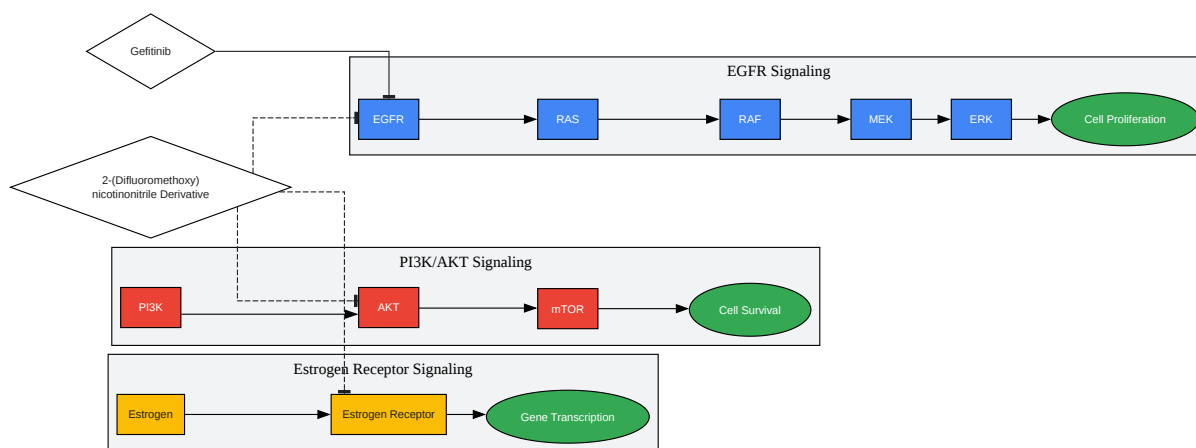 Gefitinib
EGFR Signaling
EGFR
RAS
RAF
MEK
ERK
Cell Proliferation
2-(Difluoromethoxy)
nicotinonitrile Derivative
PI3K/AKT Signaling
PI3K
AKT
mTOR
Cell Survival
Estrogen Receptor Signaling
Estrogen
Estrogen Receptor
Gene Transcription